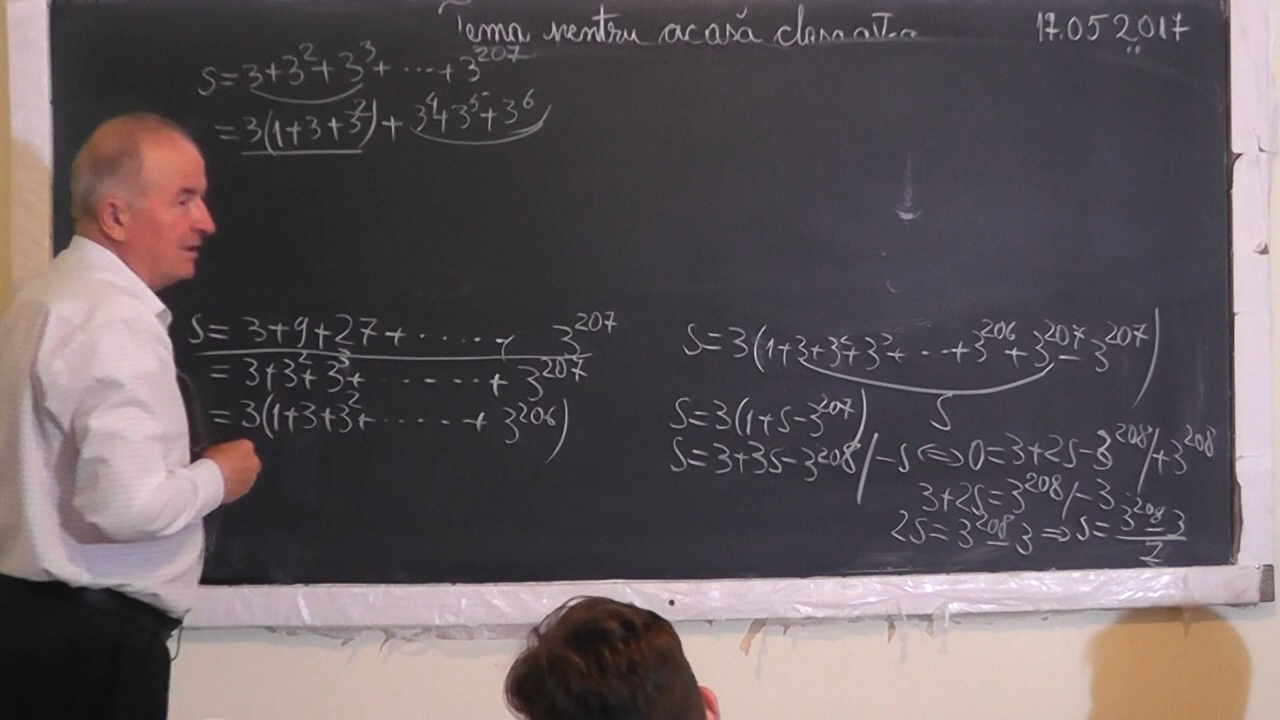 Tema pentru acasă clasa a V-a 17.05 2017
S=3+3²+3³+ ····+3²⁰⁷
=3(1+3+3²)+3⁴+3⁵+3⁶
S=3+9+27+ ······, 3²⁰⁷
=3+3²+3³+ ······+3²⁰⁷
=3(1+3+3²+ ······+3²⁰⁶)
S=3(1+3+3²+3³+ ···+3²⁰⁶+3²⁰⁷-3²⁰⁷)
S
S=3(1+S-3²⁰⁷)
S=3+3S-3²⁰⁸/-S⇔0=3+2S-3²⁰⁸/+3²⁰⁸
3+2S=3²⁰⁸/-3
2S=3²⁰⁸-3⇒S=(3²⁰⁸-3)/2